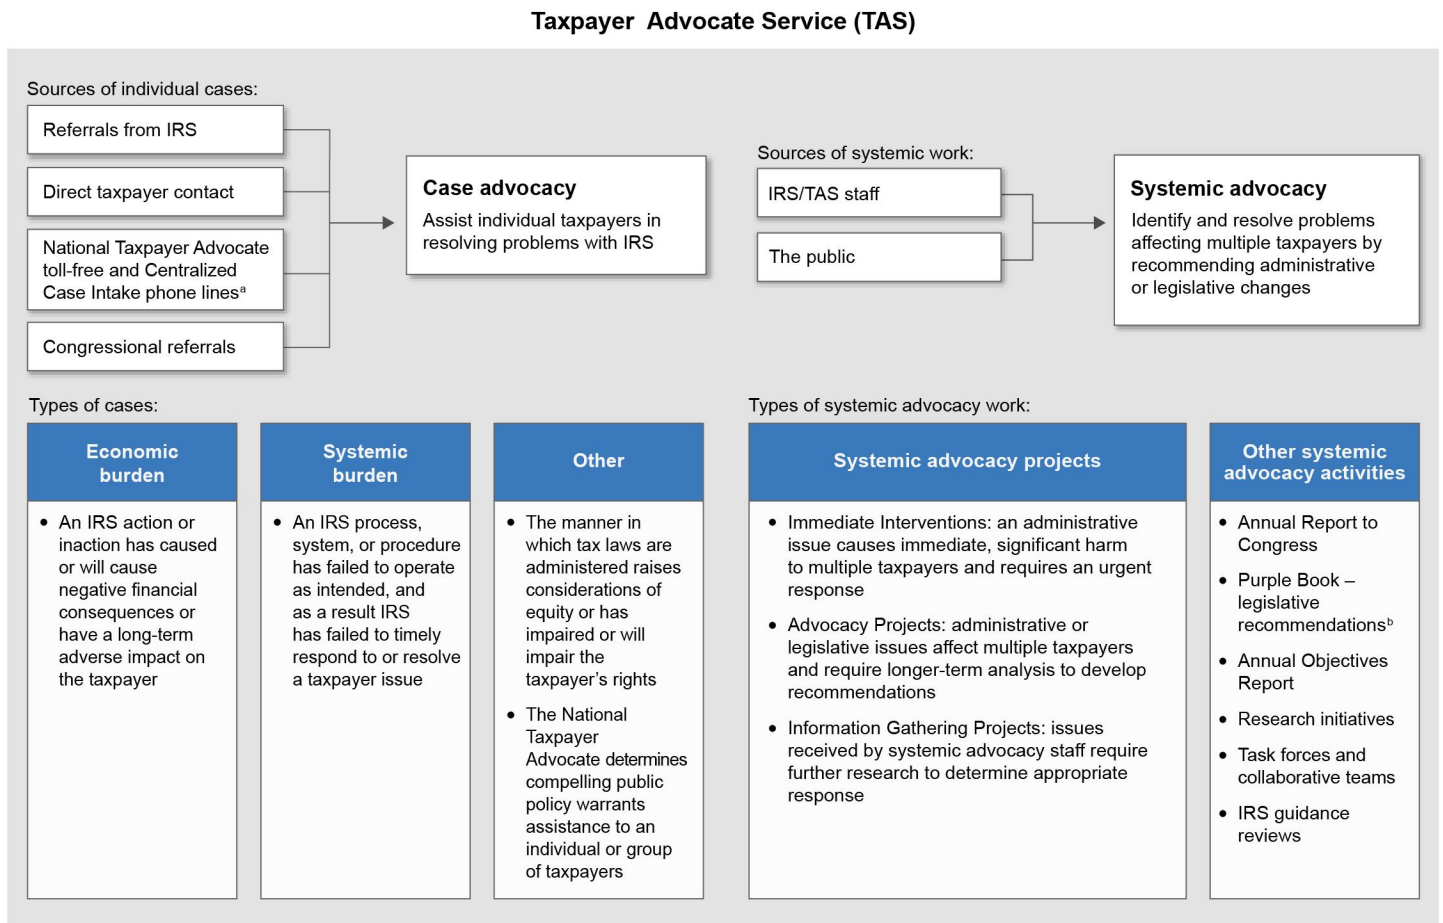 Taxpayer Advocate Service (TAS)
Sources of individual cases:
Referrals from IRS
Direct taxpayer contact
National Taxpayer Advocate
toll-free and Centralized
Case Intake phone linesᵃ
Congressional referrals
Case advocacy
Assist individual taxpayers in
resolving problems with IRS
Sources of systemic work:
IRS/TAS staff
The public
Systemic advocacy
Identify and resolve problems
affecting multiple taxpayers by
recommending administrative
or legislative changes
Types of cases:
Economic
burden
• An IRS action or
inaction has caused
or will cause
negative financial
consequences or
have a long-term
adverse impact on
the taxpayer
Systemic
burden
• An IRS process,
system, or procedure
has failed to operate
as intended, and
as a result IRS
has failed to timely
respond to or resolve
a taxpayer issue
Other
• The manner in
which tax laws are
administered raises
considerations of
equity or has
impaired or will
impair the
taxpayer’s rights
• The National
Taxpayer
Advocate determines
compelling public
policy warrants
assistance to an
individual or group
of taxpayers
Types of systemic advocacy work:
Systemic advocacy projects
• Immediate Interventions: an administrative
issue causes immediate, significant harm
to multiple taxpayers and requires an urgent
response
• Advocacy Projects: administrative or
legislative issues affect multiple taxpayers
and require longer-term analysis to develop
recommendations
• Information Gathering Projects: issues
received by systemic advocacy staff require
further research to determine appropriate
response
Other systemic
advocacy activities
• Annual Report to
Congress
• Purple Book –
legislative
recommendationsᵇ
• Annual Objectives
Report
• Research initiatives
• Task forces and
collaborative teams
• IRS guidance
reviews